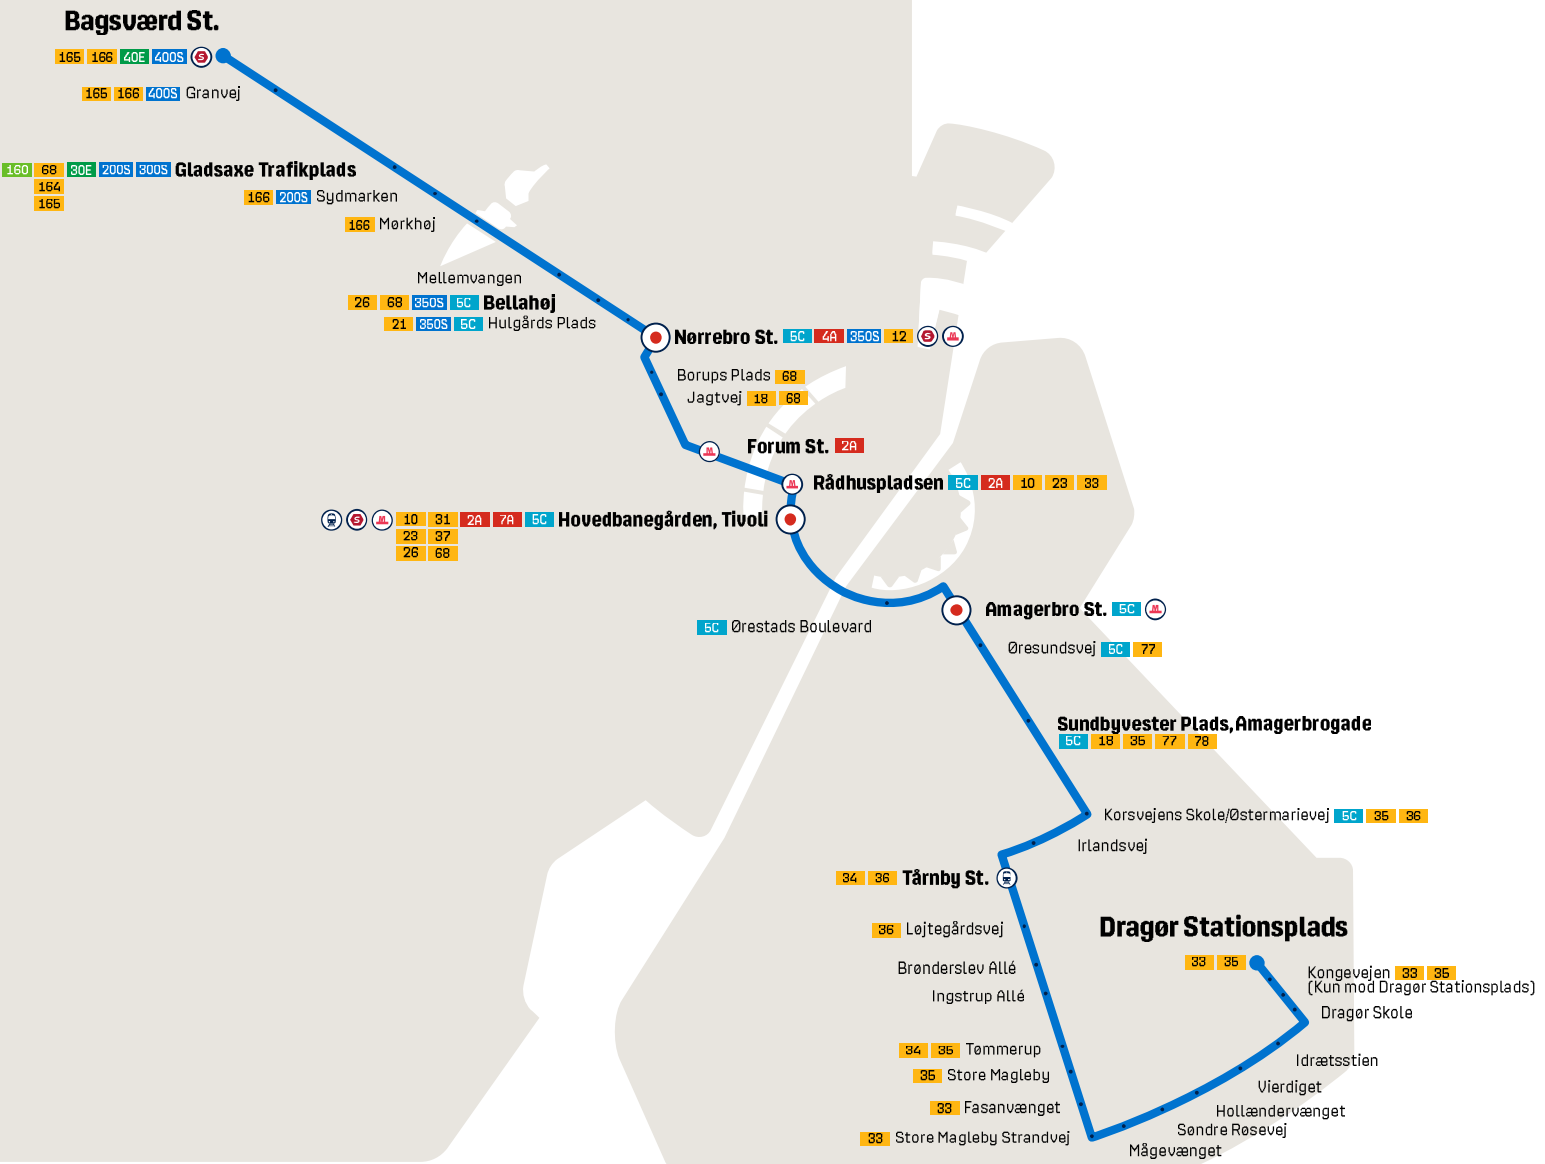 Bagsværd St.
165 166 40E 400S S
165 166 400S Granvej
160 68 30E 200S 300S Gladsaxe Trafikplads
164
165
166 200S Sydmarken
166 Mørkhøj
Mellemvangen
26 68 350S 5C Bellahøj
21 350S 5C Hulgårds Plads
Nørrebro St. 5C 4A 350S 12 S M
Borups Plads 68
Jagtvej 18 68
M Forum St. 2A
M Rådhuspladsen 5C 2A 10 23 33
S M 10 31 2A 7A 5C Hovedbanegården, Tivoli
23 37
26 68
5C Ørestads Boulevard
Amagerbro St. 5C M
Øresundsvej 5C 77
Sundbyvester Plads, Amagerbrogade
5C 18 35 77 78
Korsvejens Skole/Østermarievej 5C 35 36
Irlandsvej
34 36 Tårnby St.
36 Løjtegårdsvej
Brønderslev Allé
Ingstrup Allé
34 35 Tømmerup
35 Store Magleby
33 Fasanvænget
33 Store Magleby Strandvej
Mågevænget
Søndre Røsevej
Hollændervænget
Vierdiget
Idrætsstien
Dragør Skole
Kongevejen 33 35
(Kun mod Dragør Stationsplads)
Dragør Stationsplads
33 35